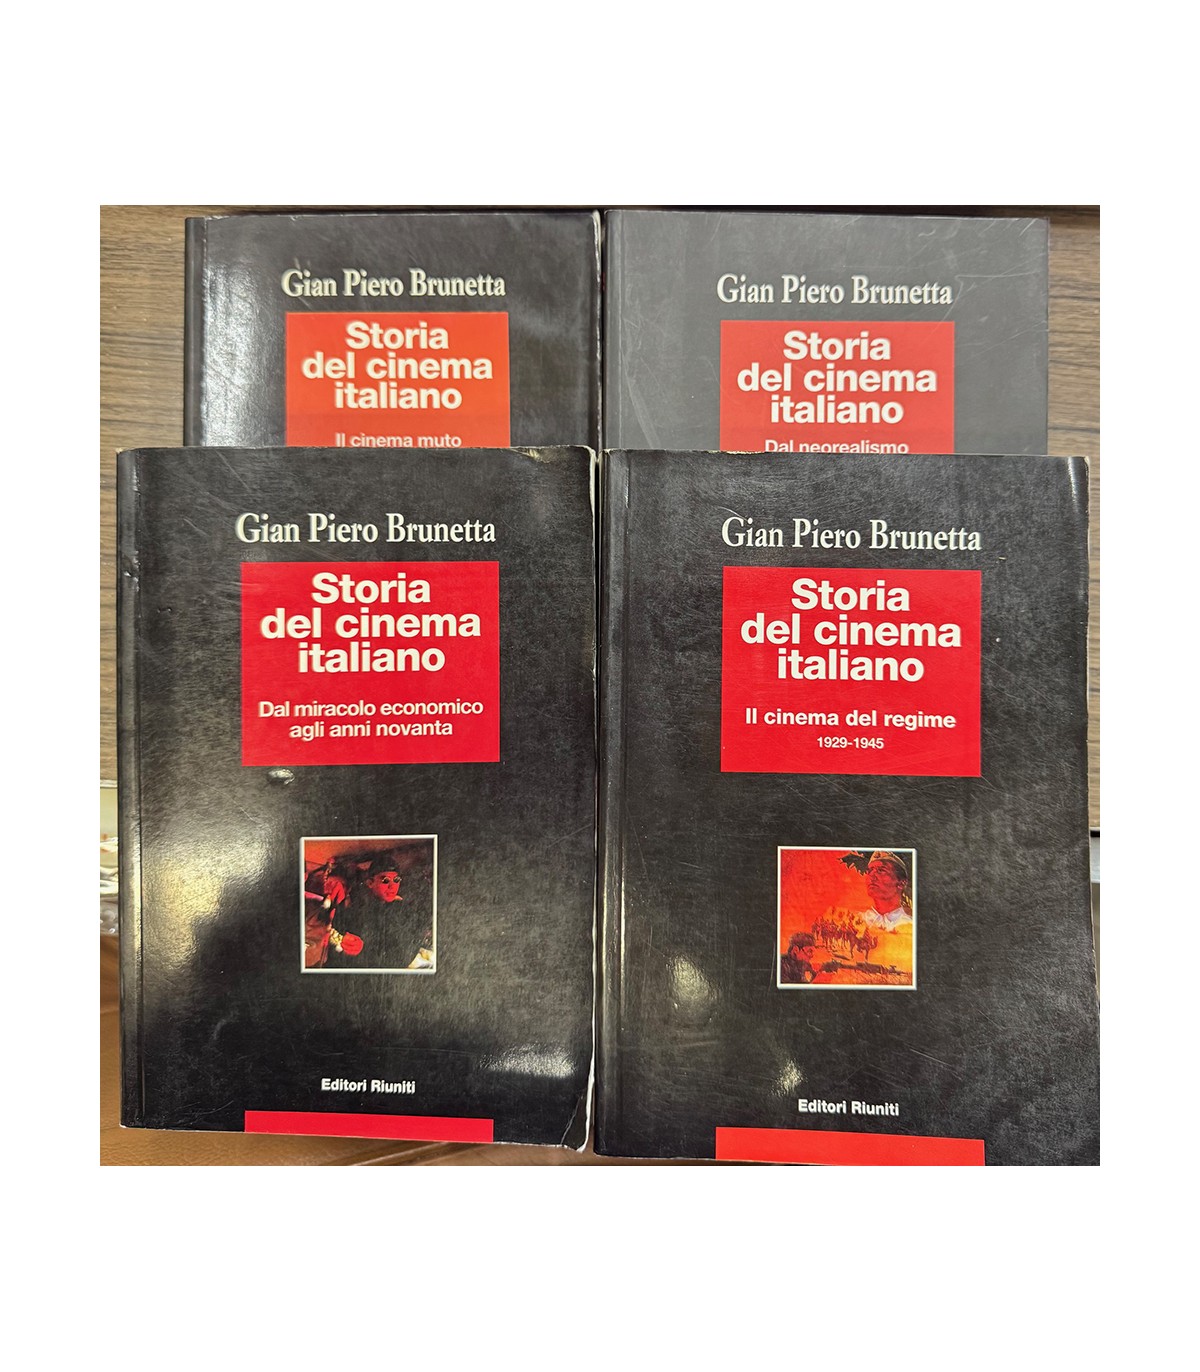 Gian Piero Brunetta
Storia
del cinema
italiano
Il cinema muto
Gian Piero Brunetta
Storia
del cinema
italiano
Dal neorealismo
Gian Piero Brunetta
Storia
del cinema
italiano
Dal miracolo economico
agli anni novanta
Editori Riuniti
Gian Piero Brunetta
Storia
del cinema
italiano
Il cinema del regime
1929-1945
Editori Riuniti